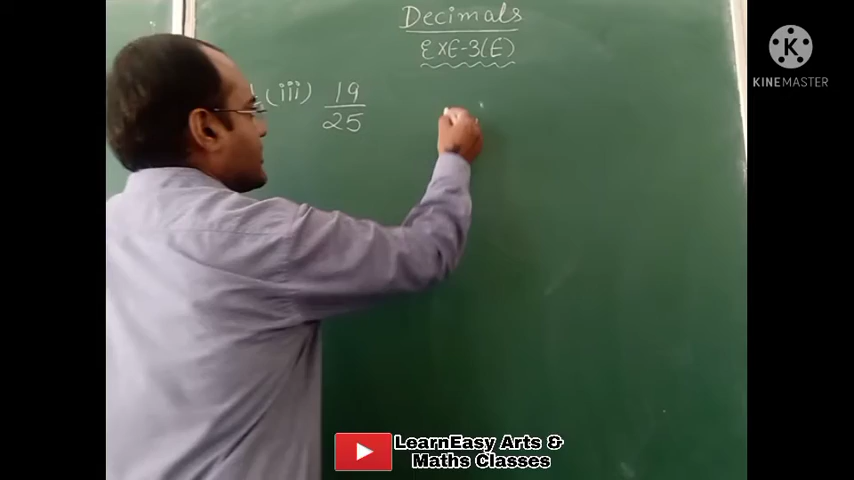 Decimals
EXE-3(E)
(iii) 19
25
K
KINEMASTER
LearnEasy Arts &
Maths Classes